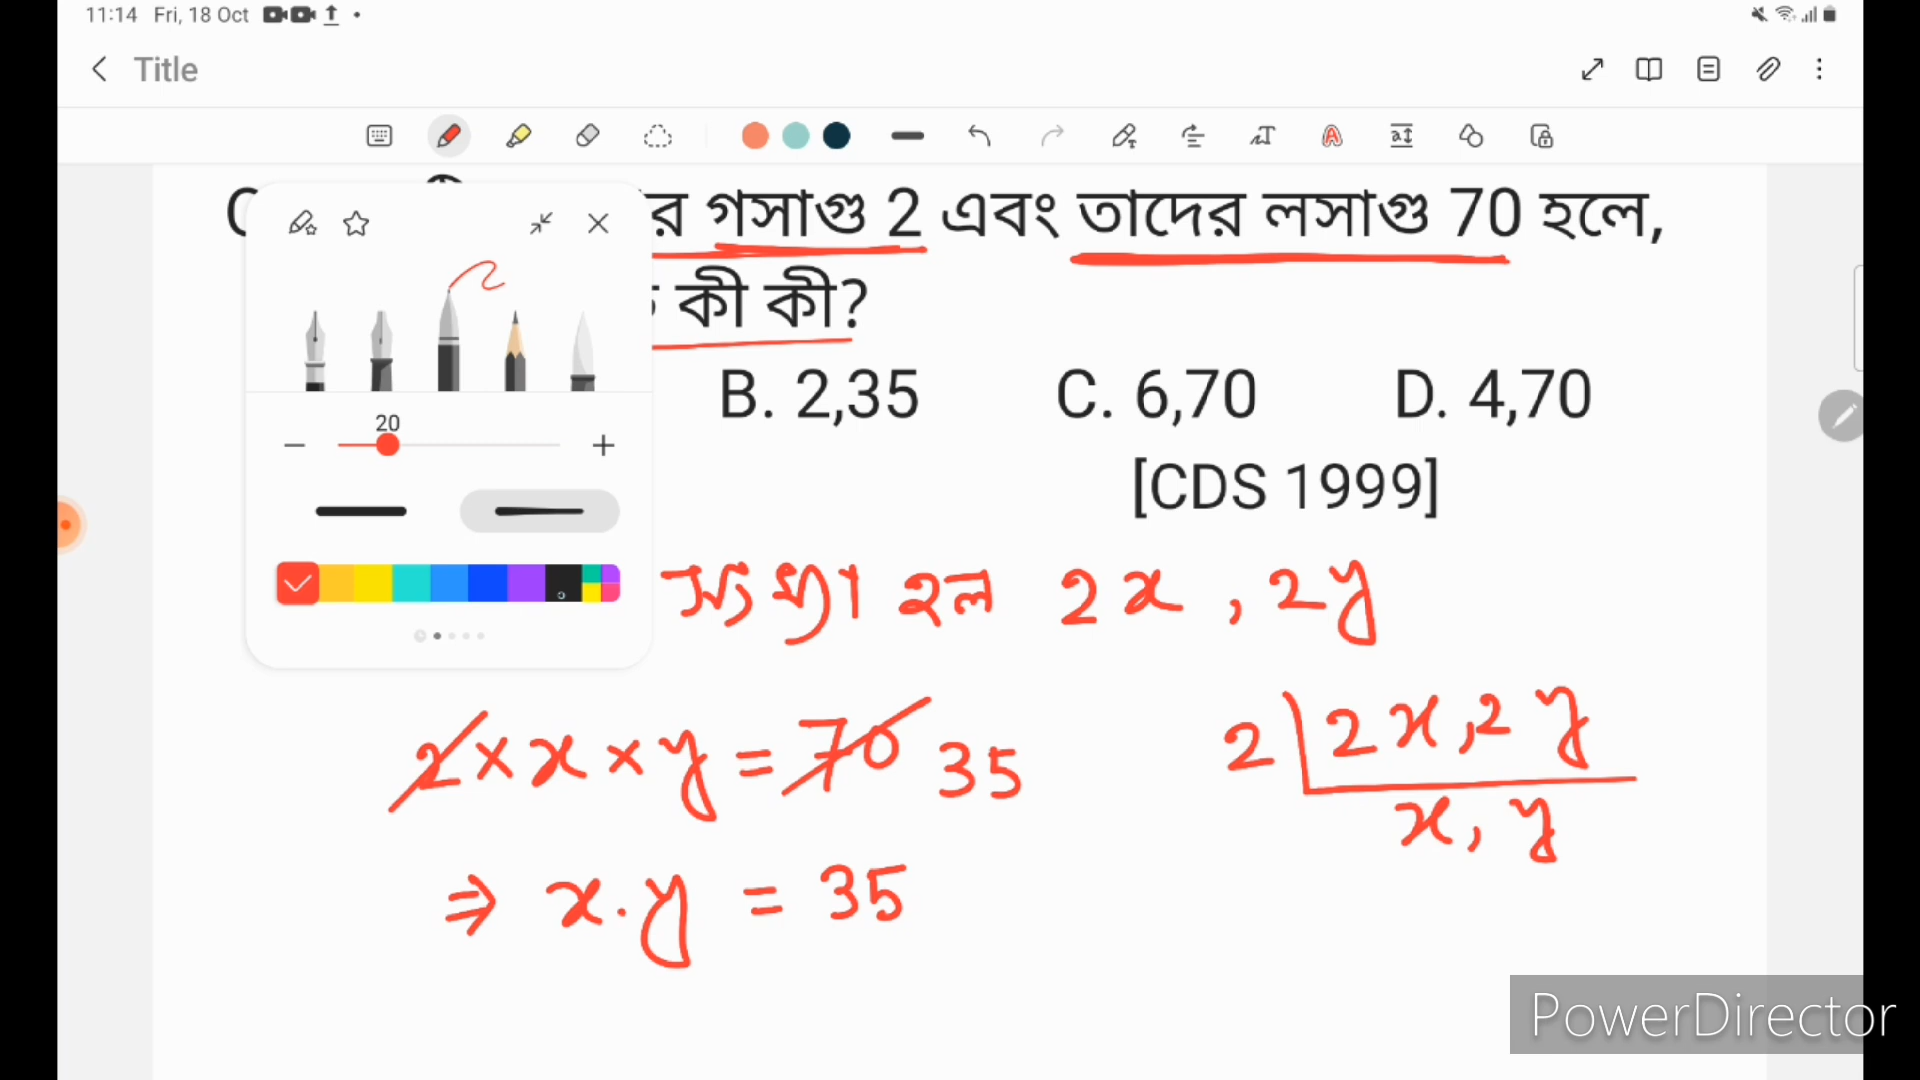 11:14 Fri, 18 Oct
Title
র গসাগু 2 এবং তাদের লসাগু 70 হলে,
কী কী?
B. 2,35 C. 6,70 D. 4,70
[CDS 1999]
20
সংখ্যা হল 2x , 2y
2 × x × y = 70 35
2 2x, 2y
x, y
⇒ x . y = 35
PowerDirector